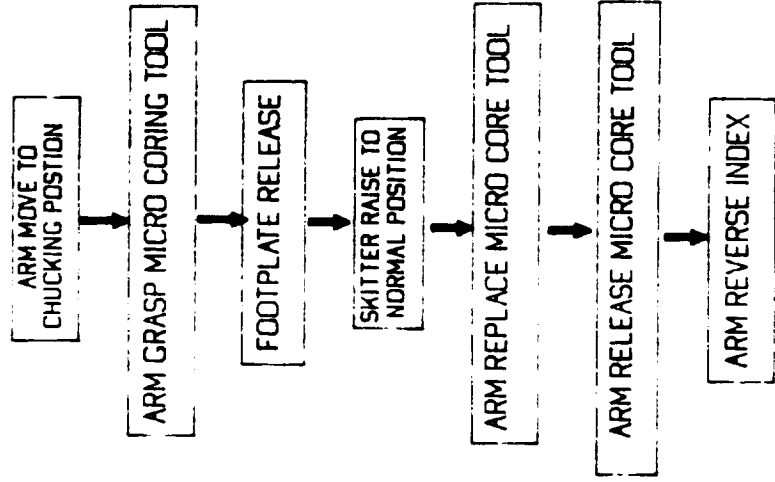 ARM MOVE TO
CHUCKING POSTION
ARM GRASP MICRO CORING TOOL
FOOTPLATE RELEASE
SKITTER RAISE TO
NORMAL POSITION
ARM REPLACE MICRO CORE TOOL
ARM RELEASE MICRO CORE TOOL
ARM REVERSE INDEX